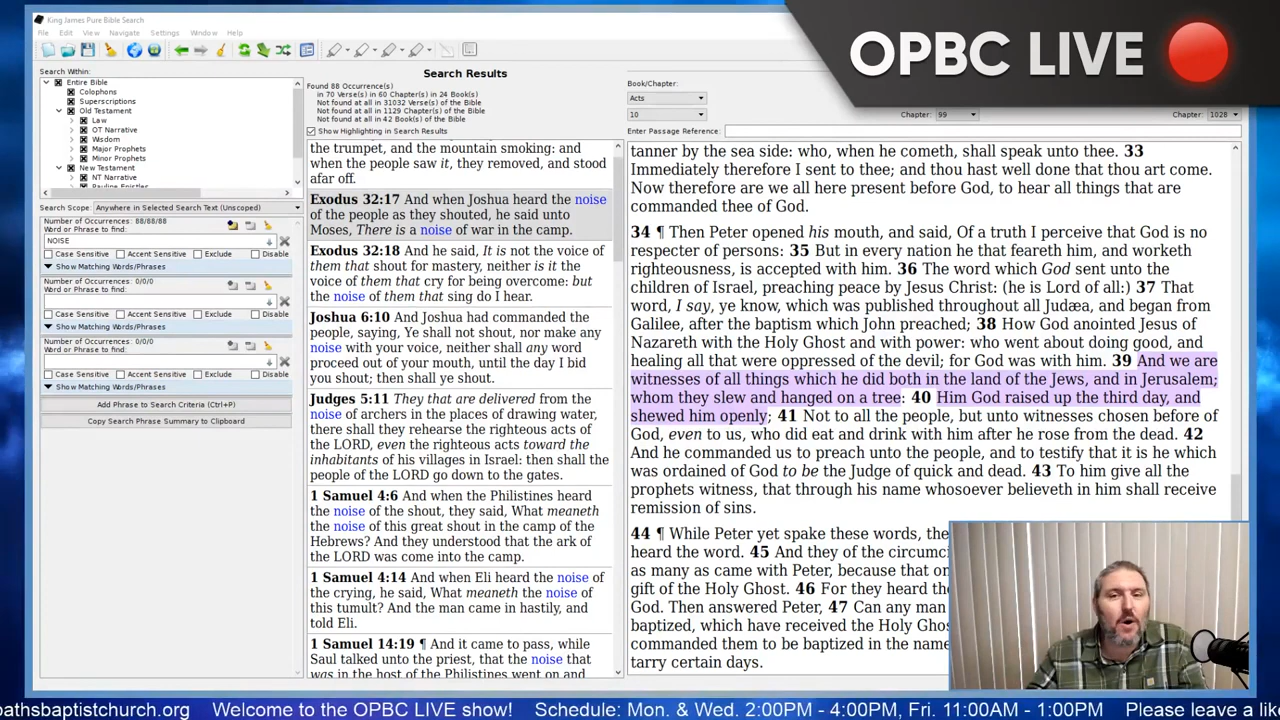 King James Pure Bible Search
OPBC LIVE
File Edit View Navigate Settings Window Help
Search Within:
Entire Bible
Colophons
Superscriptions
Old Testament
Law
OT Narrative
Wisdom
Major Prophets
Minor Prophets
New Testament
NT Narrative
Pauline Epistles
Search Scope: Anywhere in Selected Search Text (Unscoped)
Number of Occurrences: 88/88/88
Word or Phrase to find:
NOISE
Case Sensitive Accent Sensitive Exclude Disable
Show Matching Words/Phrases
Number of Occurrences: 0/0/0
Word or Phrase to find:
Case Sensitive Accent Sensitive Exclude Disable
Show Matching Words/Phrases
Number of Occurrences: 0/0/0
Word or Phrase to find:
Case Sensitive Accent Sensitive Exclude Disable
Show Matching Words/Phrases
Add Phrase to Search Criteria (Ctrl+P)
Copy Search Phrase Summary to Clipboard
Search Results
Found 88 Occurrence(s)
in 70 Verse(s) in 60 Chapter(s) in 24 Book(s)
Not found at all in 31032 Verse(s) of the Bible
Not found at all in 1129 Chapter(s) of the Bible
Not found at all in 42 Book(s) of the Bible
Show Highlighting in Search Results
the trumpet, and the mountain smoking: and
when the people saw it, they removed, and stood
afar off.
Exodus 32:17 And when Joshua heard the noise
of the people as they shouted, he said unto
Moses, There is a noise of war in the camp.
Exodus 32:18 And he said, It is not the voice of
them that shout for mastery, neither is it the
voice of them that cry for being overcome: but
the noise of them that sing do I hear.
Joshua 6:10 And Joshua had commanded the
people, saying, Ye shall not shout, nor make any
noise with your voice, neither shall any word
proceed out of your mouth, until the day I bid
you shout; then shall ye shout.
Judges 5:11 They that are delivered from the
noise of archers in the places of drawing water,
there shall they rehearse the righteous acts of
the LORD, even the righteous acts toward the
inhabitants of his villages in Israel: then shall the
people of the LORD go down to the gates.
1 Samuel 4:6 And when the Philistines heard
the noise of the shout, they said, What meaneth
the noise of this great shout in the camp of the
Hebrews? And they understood that the ark of
the LORD was come into the camp.
1 Samuel 4:14 And when Eli heard the noise of
the crying, he said, What meaneth the noise of
this tumult? And the man came in hastily, and
told Eli.
1 Samuel 14:19 ¶ And it came to pass, while
Saul talked unto the priest, that the noise that
was in the host of the Philistines went on and
Book/Chapter:
Acts
10 Chapter: 99 Chapter: 1028
Enter Passage Reference:
tanner by the sea side: who, when he cometh, shall speak unto thee. 33
Immediately therefore I sent to thee; and thou hast well done that thou art come.
Now therefore are we all here present before God, to hear all things that are
commanded thee of God.
34 ¶ Then Peter opened his mouth, and said, Of a truth I perceive that God is no
respecter of persons: 35 But in every nation he that feareth him, and worketh
righteousness, is accepted with him. 36 The word which God sent unto the
children of Israel, preaching peace by Jesus Christ: (he is Lord of all:) 37 That
word, I say, ye know, which was published throughout all Judæa, and began from
Galilee, after the baptism which John preached; 38 How God anointed Jesus of
Nazareth with the Holy Ghost and with power: who went about doing good, and
healing all that were oppressed of the devil; for God was with him. 39 And we are
witnesses of all things which he did both in the land of the Jews, and in Jerusalem;
whom they slew and hanged on a tree: 40 Him God raised up the third day, and
shewed him openly; 41 Not to all the people, but unto witnesses chosen before of
God, even to us, who did eat and drink with him after he rose from the dead. 42
And he commanded us to preach unto the people, and to testify that it is he which
was ordained of God to be the Judge of quick and dead. 43 To him give all the
prophets witness, that through his name whosoever believeth in him shall receive
remission of sins.
44 ¶ While Peter yet spake these words, the
heard the word. 45 And they of the circumci
as many as came with Peter, because that on
gift of the Holy Ghost. 46 For they heard the
God. Then answered Peter, 47 Can any man
baptized, which have received the Holy Ghos
commanded them to be baptized in the name
tarry certain days.
pathsbaptistchurch.org Welcome to the OPBC LIVE show! Schedule: Mon. & Wed. 2:00PM - 4:00PM, Fri. 11:00AM - 1:00PM Please leave a lik